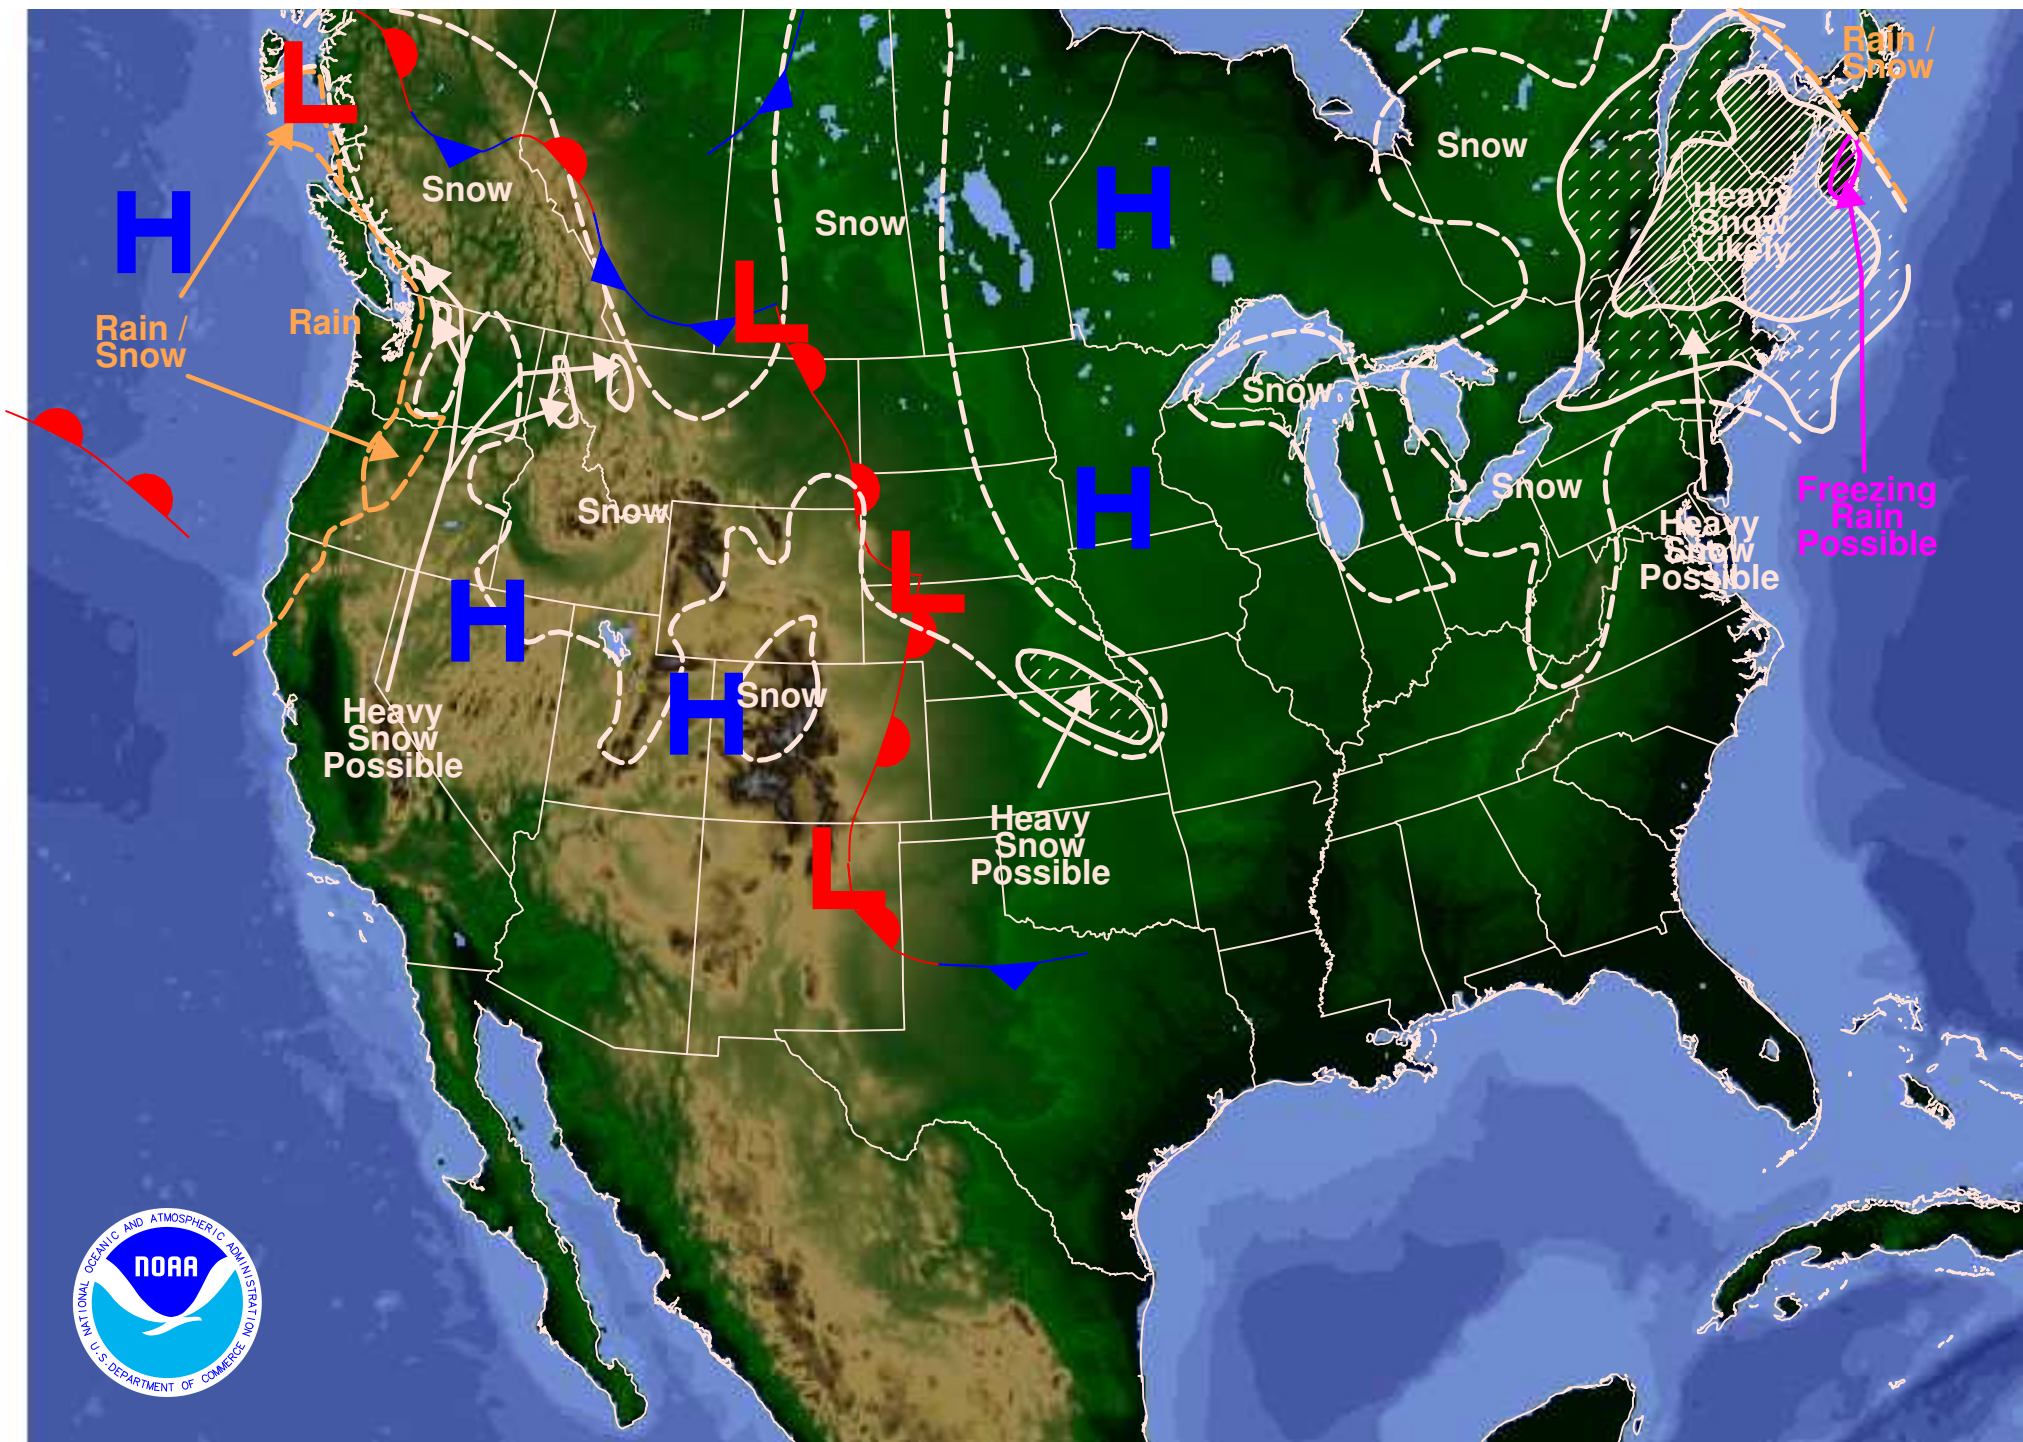 Rain /
Snow
L
Snow
Snow
H
Snow
Heavy
Snow
Likely
H
L
Rain /
Snow
Rain
Snow
H
Snow
Snow
Freezing
Rain
Possible
Heavy
Snow
Possible
L
H
H
Snow
Heavy
Snow
Possible
Heavy
Snow
Possible
L
NATIONAL OCEANIC AND ATMOSPHERIC ADMINISTRATION
NOAA
U.S. DEPARTMENT OF COMMERCE